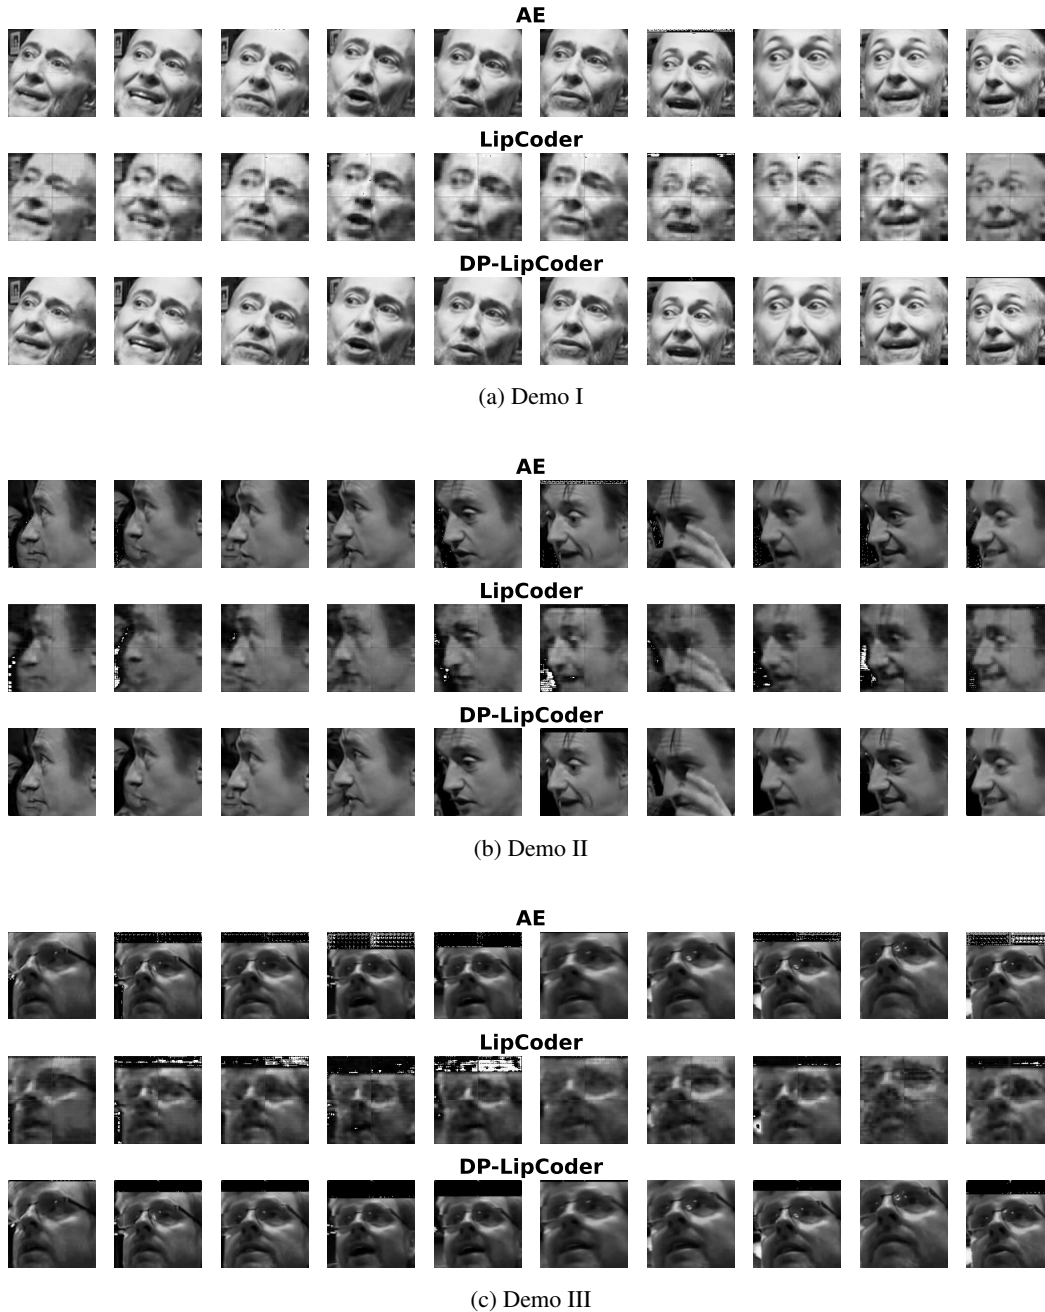 AE
LipCoder
DP-LipCoder
(a) Demo I
AE
LipCoder
DP-LipCoder
(b) Demo II
AE
LipCoder
DP-LipCoder
(c) Demo III